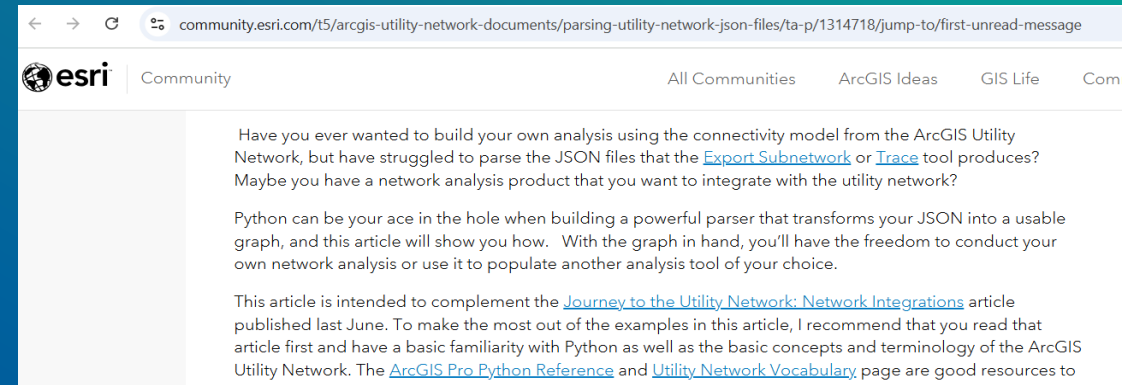 community.esri.com/t5/arcgis-utility-network-documents/parsing-utility-network-json-files/ta-p/1314718/jump-to/first-unread-message
esri Community All Communities ArcGIS Ideas GIS Life Com
Have you ever wanted to build your own analysis using the connectivity model from the ArcGIS Utility
Network, but have struggled to parse the JSON files that the Export Subnetwork or Trace tool produces?
Maybe you have a network analysis product that you want to integrate with the utility network?
Python can be your ace in the hole when building a powerful parser that transforms your JSON into a usable
graph, and this article will show you how. With the graph in hand, you’ll have the freedom to conduct your
own network analysis or use it to populate another analysis tool of your choice.
This article is intended to complement the Journey to the Utility Network: Network Integrations article
published last June. To make the most out of the examples in this article, I recommend that you read that
article first and have a basic familiarity with Python as well as the basic concepts and terminology of the ArcGIS
Utility Network. The ArcGIS Pro Python Reference and Utility Network Vocabulary page are good resources to